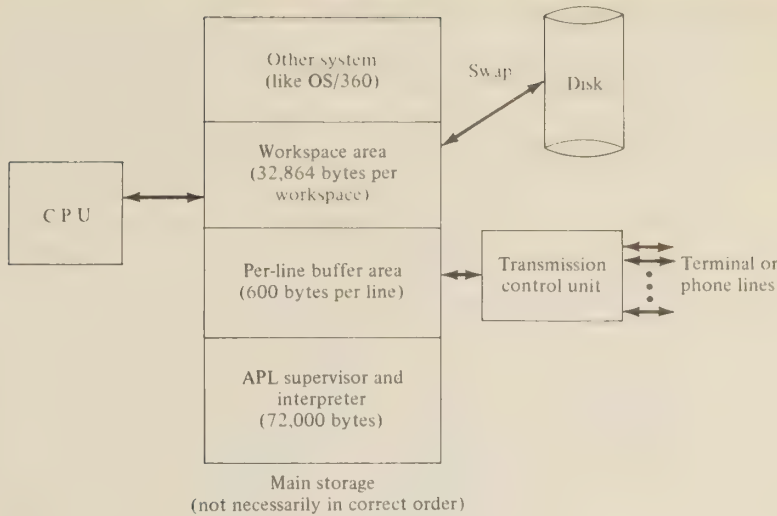 Other system
(like OS/360)
Swap
Disk
Workspace area
(32,864 bytes per
workspace)
CPU
Per-line buffer area
(600 bytes per line)
Transmission
control unit
Terminal or
phone lines
APL supervisor and
interpreter
(72,000 bytes)
Main storage
(not necessarily in correct order)